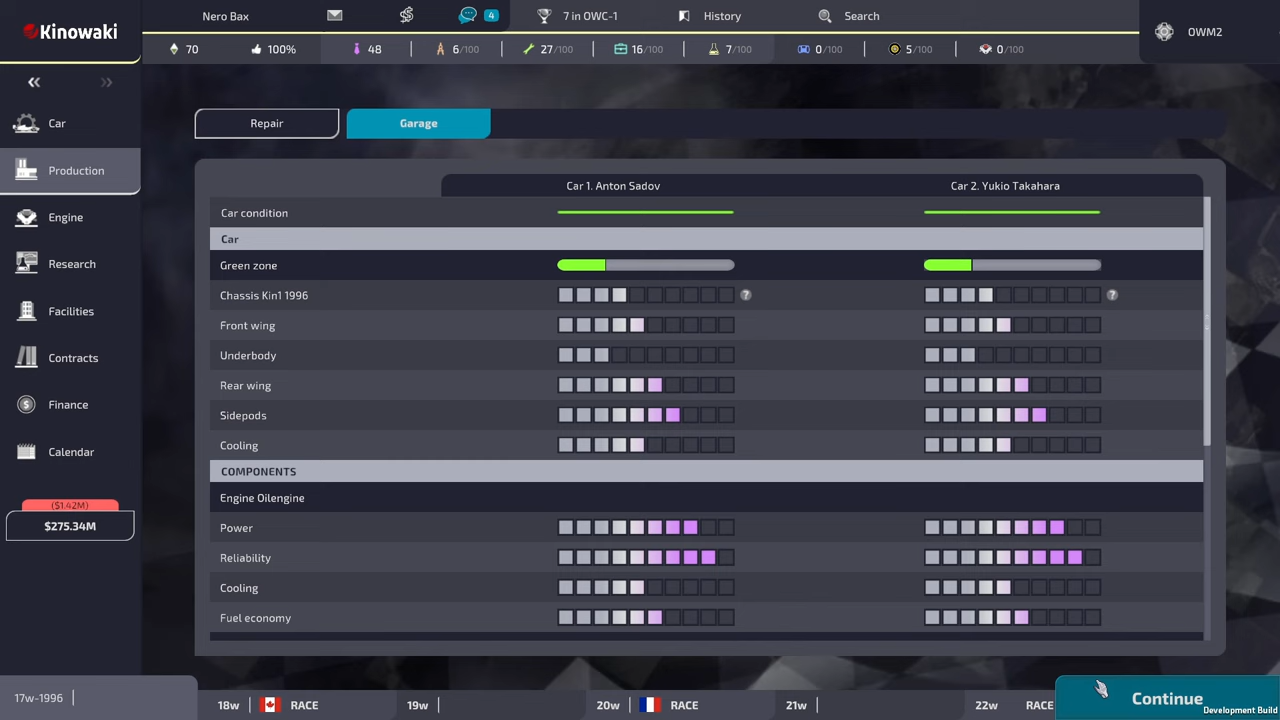 Kinowaki
Nero Bax
4
7 in OWC-1
History
Search
OWM2
70
100%
48
6/100
27/100
16/100
7/100
0/100
5/100
0/100
Car
Production
Engine
Research
Facilities
Contracts
Finance
Calendar
($1.42M)
$275.34M
Repair
Garage
Car 1. Anton Sadov
Car 2. Yukio Takahara
Car condition
Car
Green zone
Chassis Kin1 1996
?
?
Front wing
Underbody
Rear wing
Sidepods
Cooling
COMPONENTS
Engine Oilengine
Power
Reliability
Cooling
Fuel economy
17w-1996
18w
RACE
19w
20w
RACE
21w
22w
RACE
Continue
Development Build